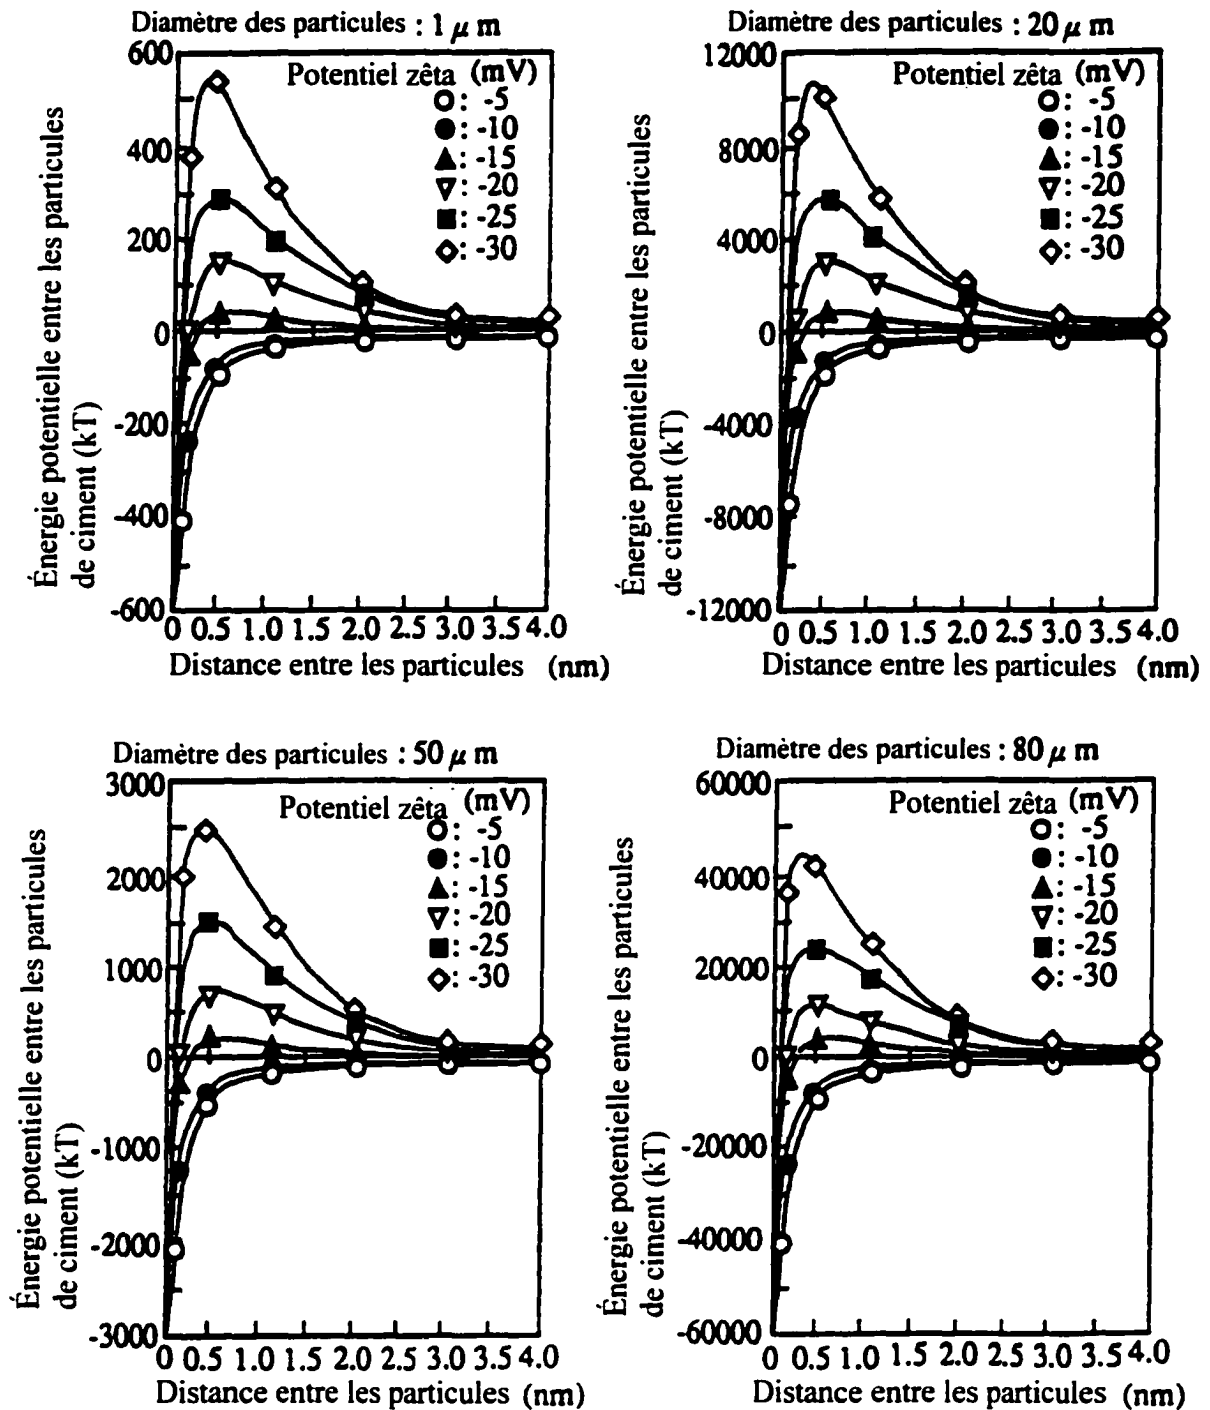 Diamètre des particules : 1 μ m
600
400
200
0
-200
-400
-600
Potentiel zêta (mV)
: -5
: -10
: -15
: -20
: -25
: -30
Énergie potentielle entre les particules
de ciment (kT)
0 0.5 1.0 1.5 2.0 2.5 3.0 3.5 4.0
Distance entre les particules (nm)
Diamètre des particules : 20 μ m
12000
8000
4000
0
-4000
-8000
-12000
Potentiel zêta (mV)
: -5
: -10
: -15
: -20
: -25
: -30
Énergie potentielle entre les particules
de ciment (kT)
0 0.5 1.0 1.5 2.0 2.5 3.0 3.5 4.0
Distance entre les particules (nm)
Diamètre des particules : 50 μ m
3000
2000
1000
0
-1000
-2000
-3000
Potentiel zêta (mV)
: -5
: -10
: -15
: -20
: -25
: -30
Énergie potentielle entre les particules
de ciment (kT)
0 0.5 1.0 1.5 2.0 2.5 3.0 3.5 4.0
Distance entre les particules (nm)
Diamètre des particules : 80 μ m
60000
40000
20000
0
-20000
-40000
-60000
Potentiel zêta (mV)
: -5
: -10
: -15
: -20
: -25
: -30
Énergie potentielle entre les particules
de ciment (kT)
0 0.5 1.0 1.5 2.0 2.5 3.0 3.5 4.0
Distance entre les particules (nm)